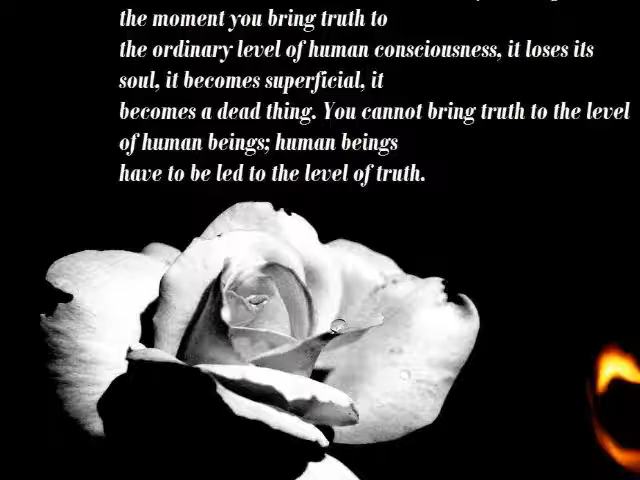 the moment you bring truth to
the ordinary level of human consciousness, it loses its
soul, it becomes superficial, it
becomes a dead thing. You cannot bring truth to the level
of human beings; human beings
have to be led to the level of truth.